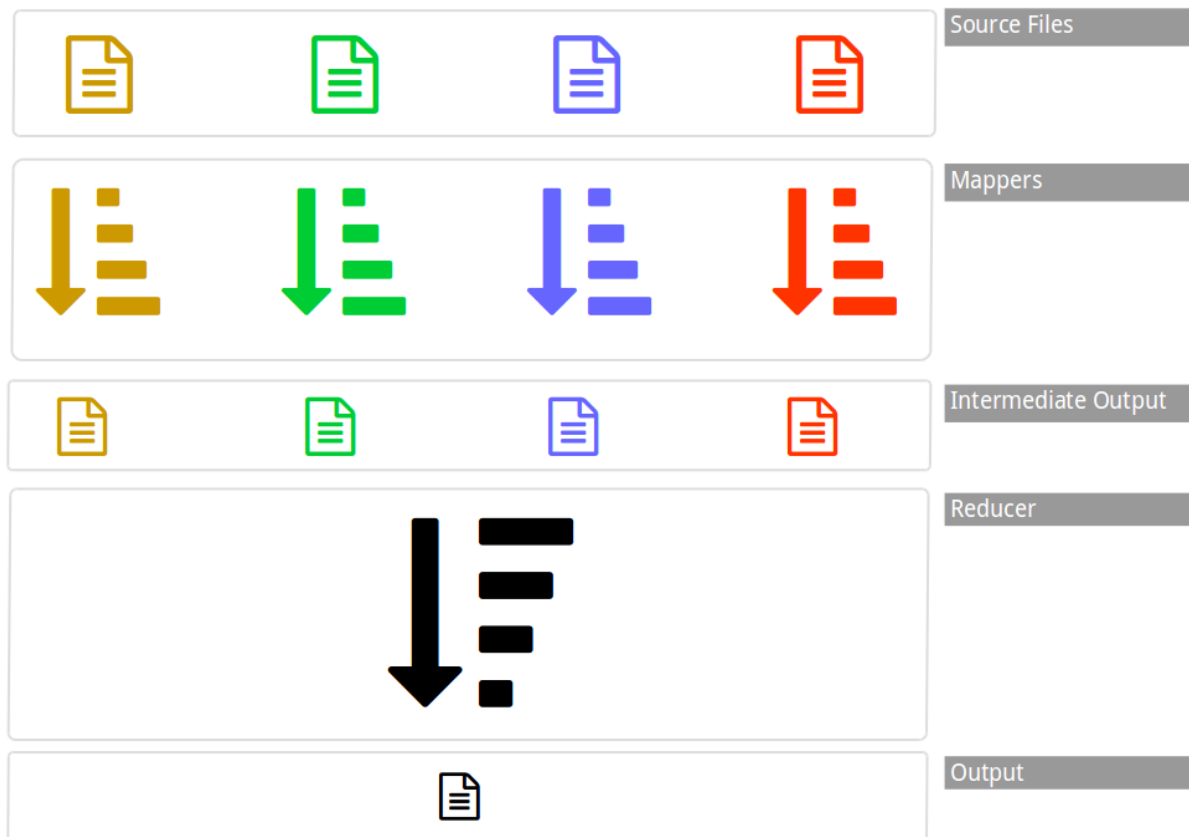 Source Files
Mappers
Intermediate Output
Reducer
Output